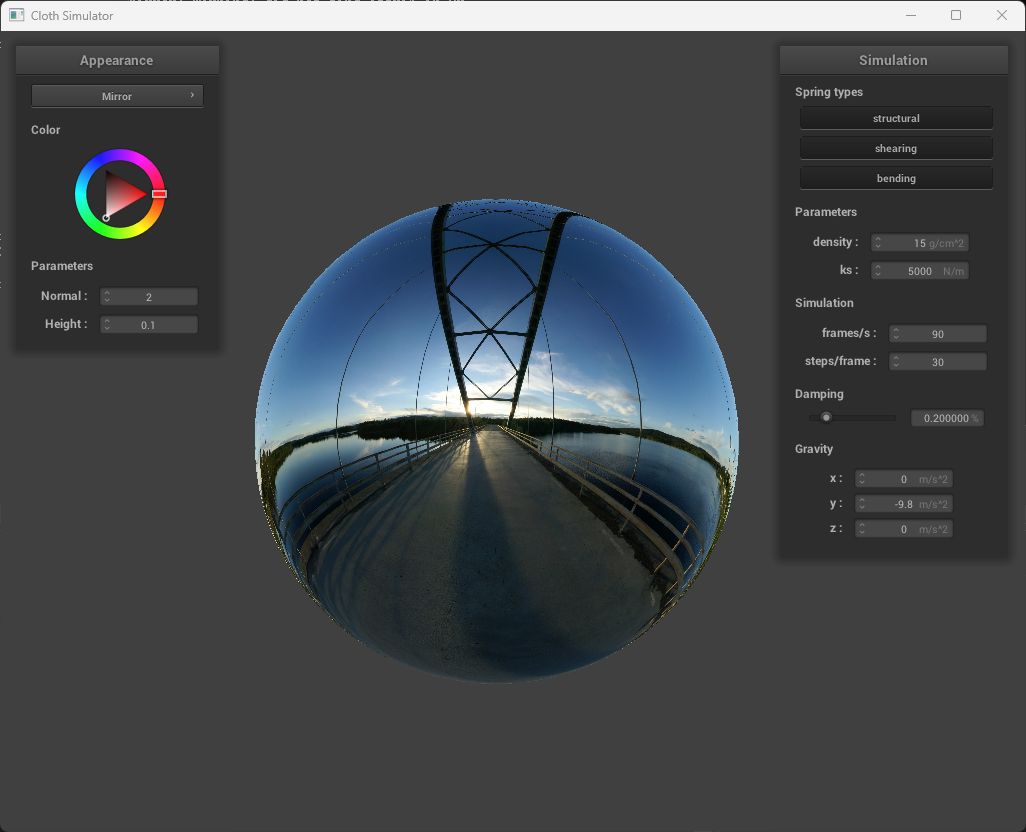 Cloth Simulator
Appearance
Mirror
Color
Parameters
Normal : 2
Height : 0.1
Simulation
Spring types
structural
shearing
bending
Parameters
density : 15 g/cm^2
ks : 5000 N/m
Simulation
frames/s : 90
steps/frame : 30
Damping
0.200000 %
Gravity
x : 0 m/s^2
y : -9.8 m/s^2
z : 0 m/s^2